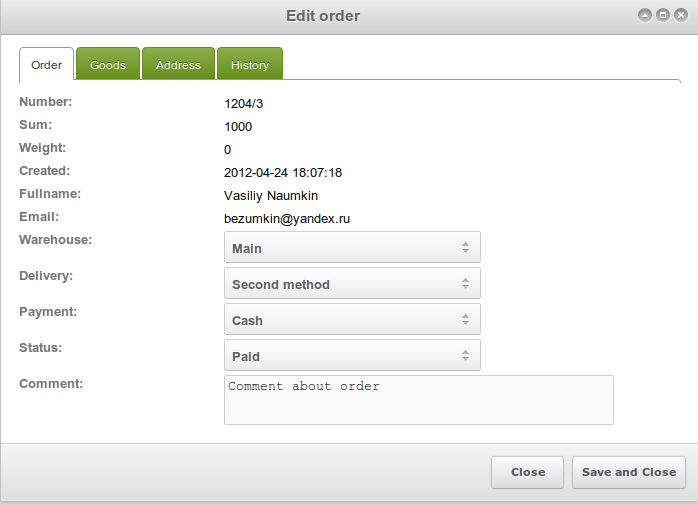 Edit order
Order Goods Address History
Number: 1204/3
Sum: 1000
Weight: 0
Created: 2012-04-24 18:07:18
Fullname: Vasiliy Naumkin
Email: bezumkin@yandex.ru
Warehouse: Main
Delivery: Second method
Payment: Cash
Status: Paid
Comment: Comment about order
Close Save and Close